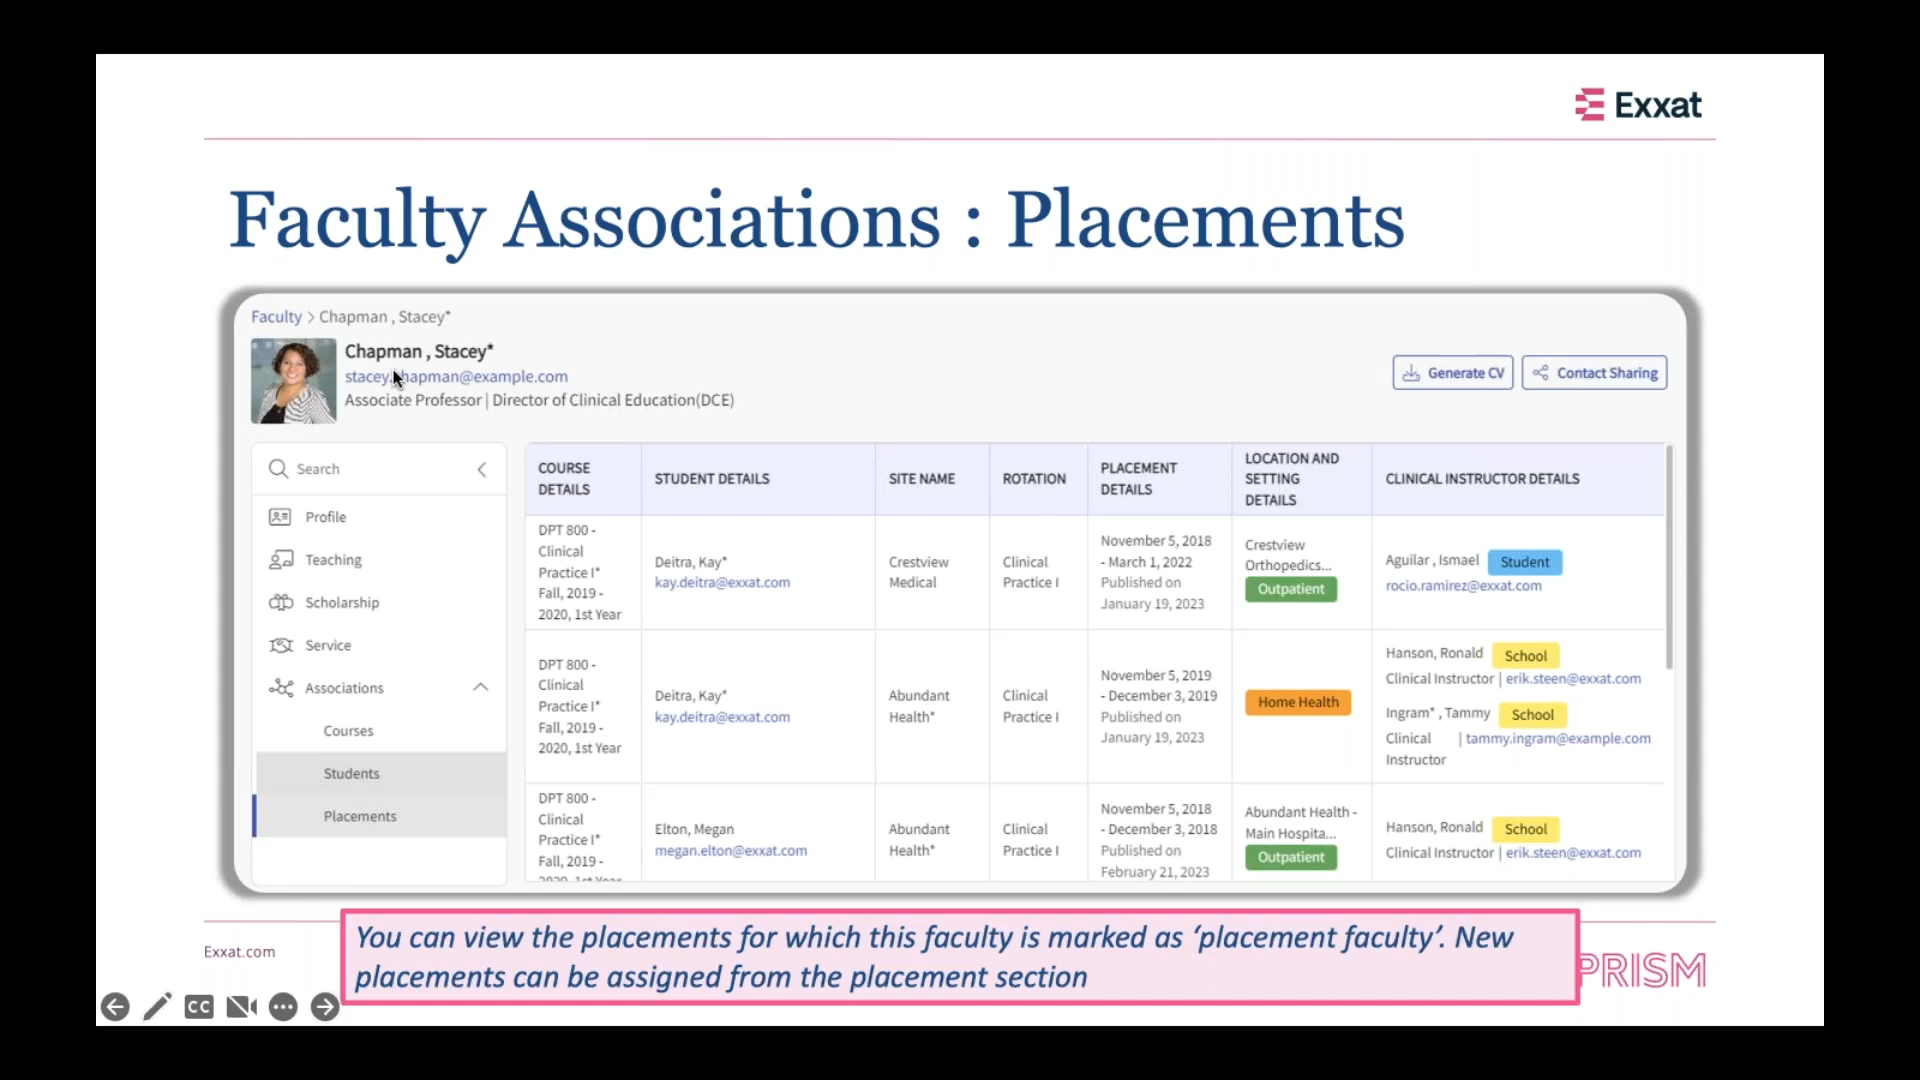 Exxat
Faculty Associations : Placements
Faculty > Chapman , Stacey*
Chapman , Stacey*
stacey.chapman@example.com
Associate Professor | Director of Clinical Education(DCE)
Generate CV
Contact Sharing
Search
Profile
Teaching
Scholarship
Service
Associations
Courses
Students
Placements
COURSE
DETAILS
STUDENT DETAILS
SITE NAME
ROTATION
PLACEMENT
DETAILS
LOCATION AND
SETTING
DETAILS
CLINICAL INSTRUCTOR DETAILS
DPT 800 -
Clinical
Practice I*
Fall, 2019 -
2020, 1st Year
Deitra, Kay*
kay.deitra@exxat.com
Crestview
Medical
Clinical
Practice I
November 5, 2018
- March 1, 2022
Published on
January 19, 2023
Crestview
Orthopedics...
Outpatient
Aguilar , Ismael Student
rocio.ramirez@exxat.com
DPT 800 -
Clinical
Practice I*
Fall, 2019 -
2020, 1st Year
Deitra, Kay*
kay.deitra@exxat.com
Abundant
Health*
Clinical
Practice I
November 5, 2019
- December 3, 2019
Published on
January 19, 2023
Home Health
Hanson, Ronald School
Clinical Instructor | erik.steen@exxat.com
Ingram* , Tammy School
Clinical | tammy.ingram@example.com
Instructor
DPT 800 -
Clinical
Practice I*
Fall, 2019 -
2020, 1st Year
Elton, Megan
megan.elton@exxat.com
Abundant
Health*
Clinical
Practice I
November 5, 2018
- December 3, 2018
Published on
February 21, 2023
Abundant Health -
Main Hospita...
Outpatient
Hanson, Ronald School
Clinical Instructor | erik.steen@exxat.com
You can view the placements for which this faculty is marked as ‘placement faculty’. New
placements can be assigned from the placement section
Exxat.com
PRISM
CC